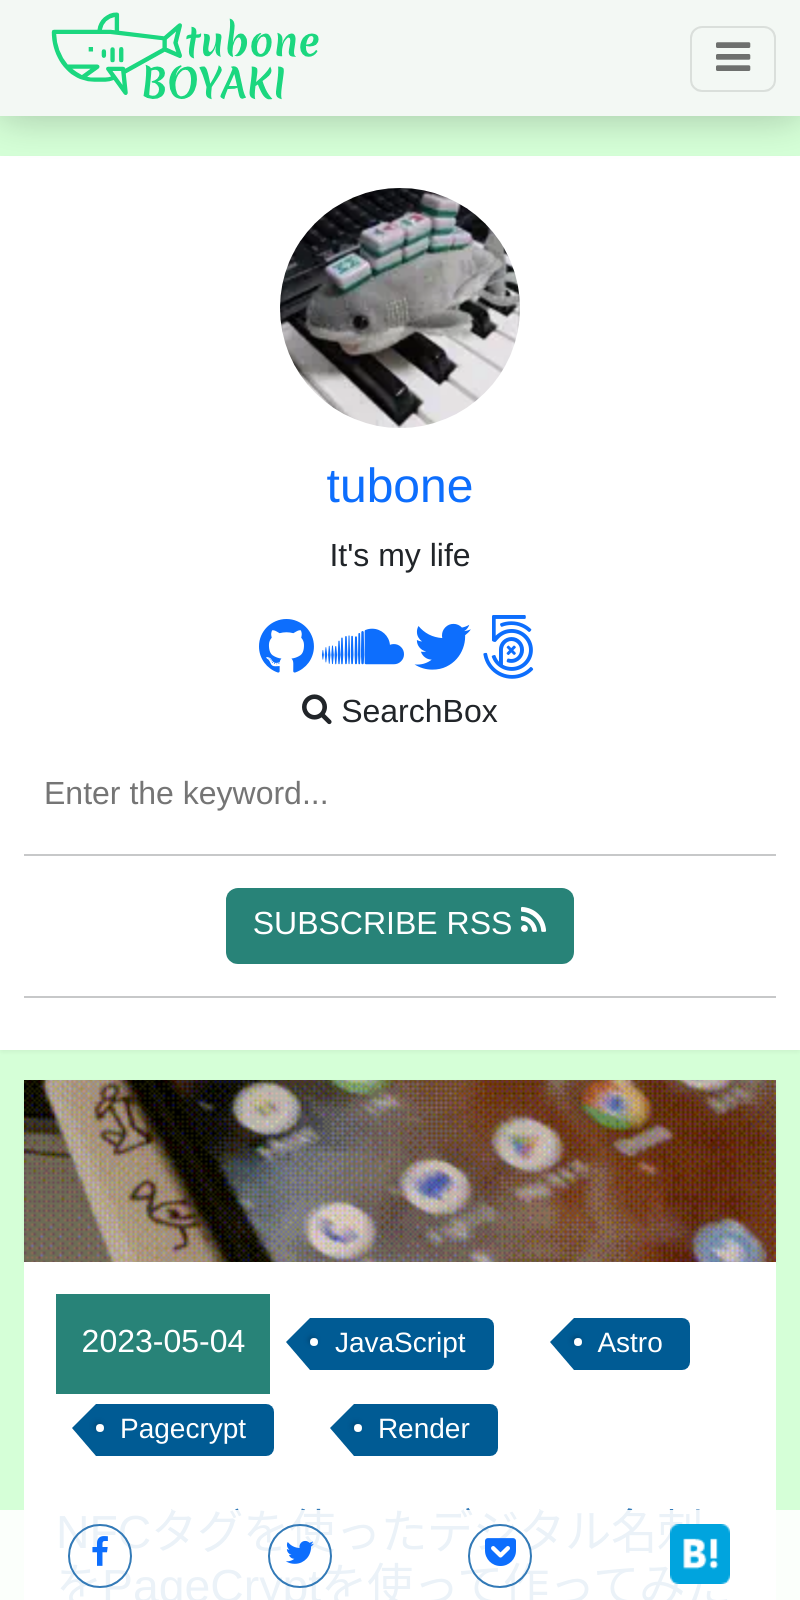 tubone
BOYAKI
tubone
It's my life
SearchBox
Enter the keyword...
SUBSCRIBE RSS
2023-05-04
JavaScript
Astro
Pagecrypt
Render
NFCタグを使ったデジタル名刺
をPageCryptを使って作ってみた
B!